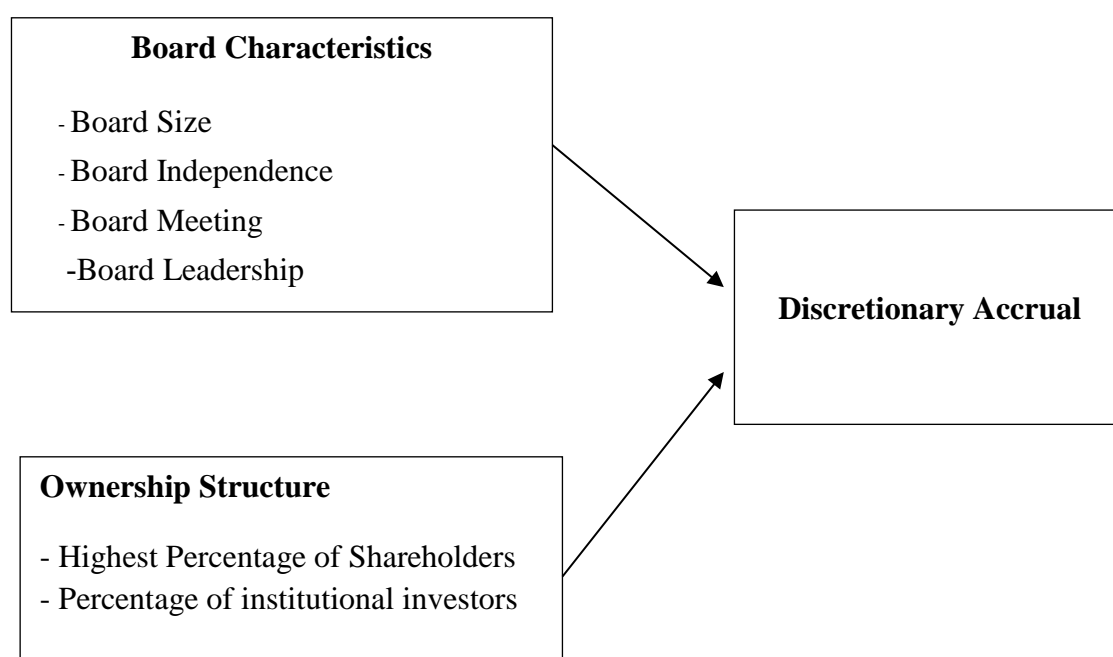 Board Characteristics
- Board Size
- Board Independence
- Board Meeting
-Board Leadership
Discretionary Accrual
Ownership Structure
- Highest Percentage of Shareholders
- Percentage of institutional investors